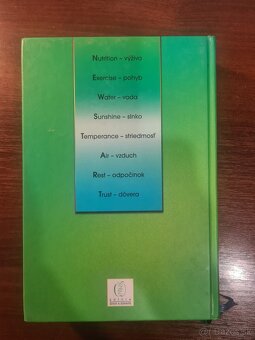 Nutrition – výživa
Exercise – pohyb
Water – voda
Sunshine – slnko
Temperance – striedmosť
Air – vzduch
Rest – odpočinok
Trust – dôvera